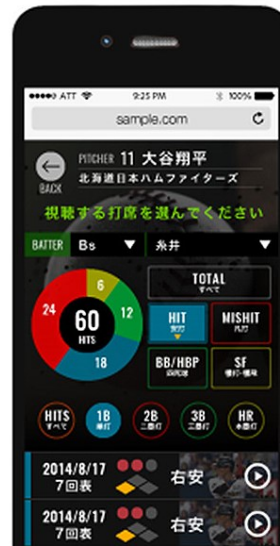 ATT 9:25 PM 100%
sample.com
BACK
PITCHER 11 大谷翔平
北海道日本ハムファイターズ
視聴する打席を選んでください
BATTER Bs 糸井
6
24
12
60
HITS
18
TOTAL
すべて
HIT
安打
MISHIT
凡打
BB/HBP
四死球
SF
犠打・犠飛
HITS
すべて
1B
単打
2B
二塁打
3B
三塁打
HR
本塁打
2014/8/17
7回表
右安
2014/8/17
7回表
右安